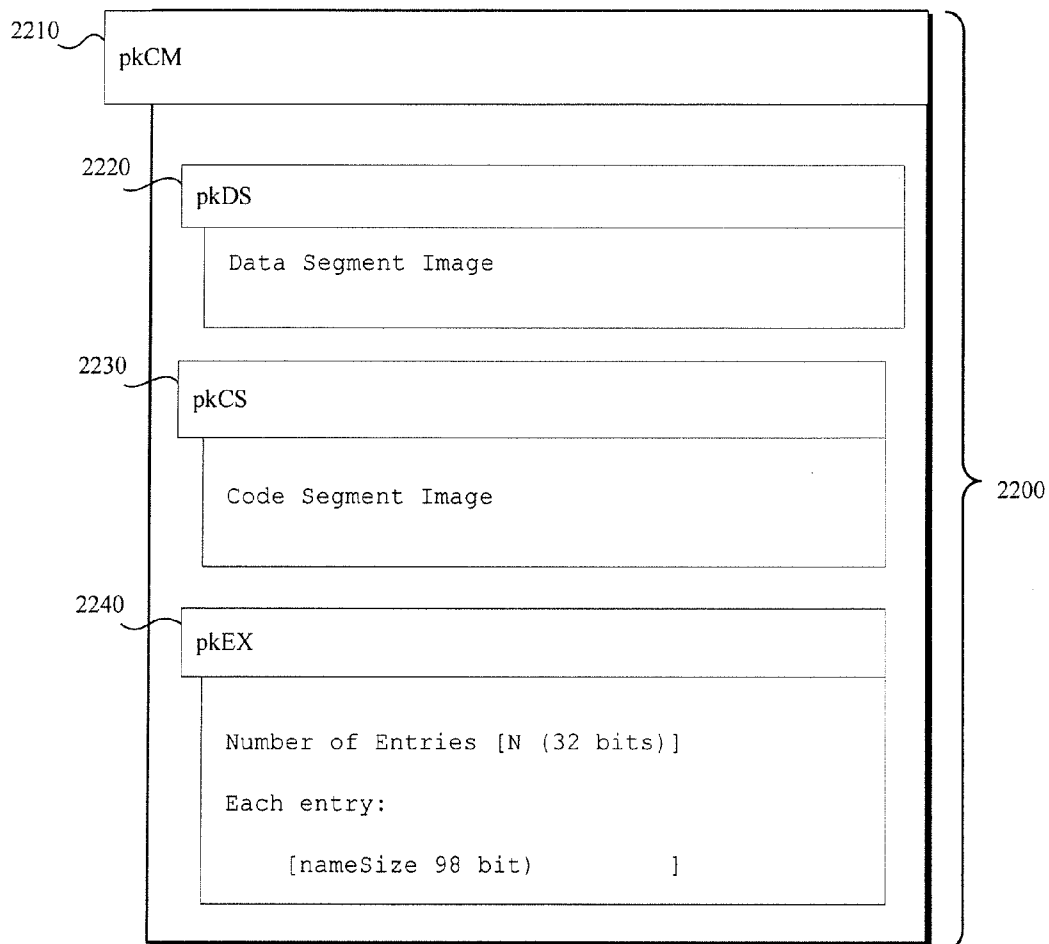 2210
pkCM
2220
pkDS
Data Segment Image
2230
pkCS
Code Segment Image
2200
2240
pkEX
Number of Entries [N (32 bits)]
Each entry:
[nameSize 98 bit) ]